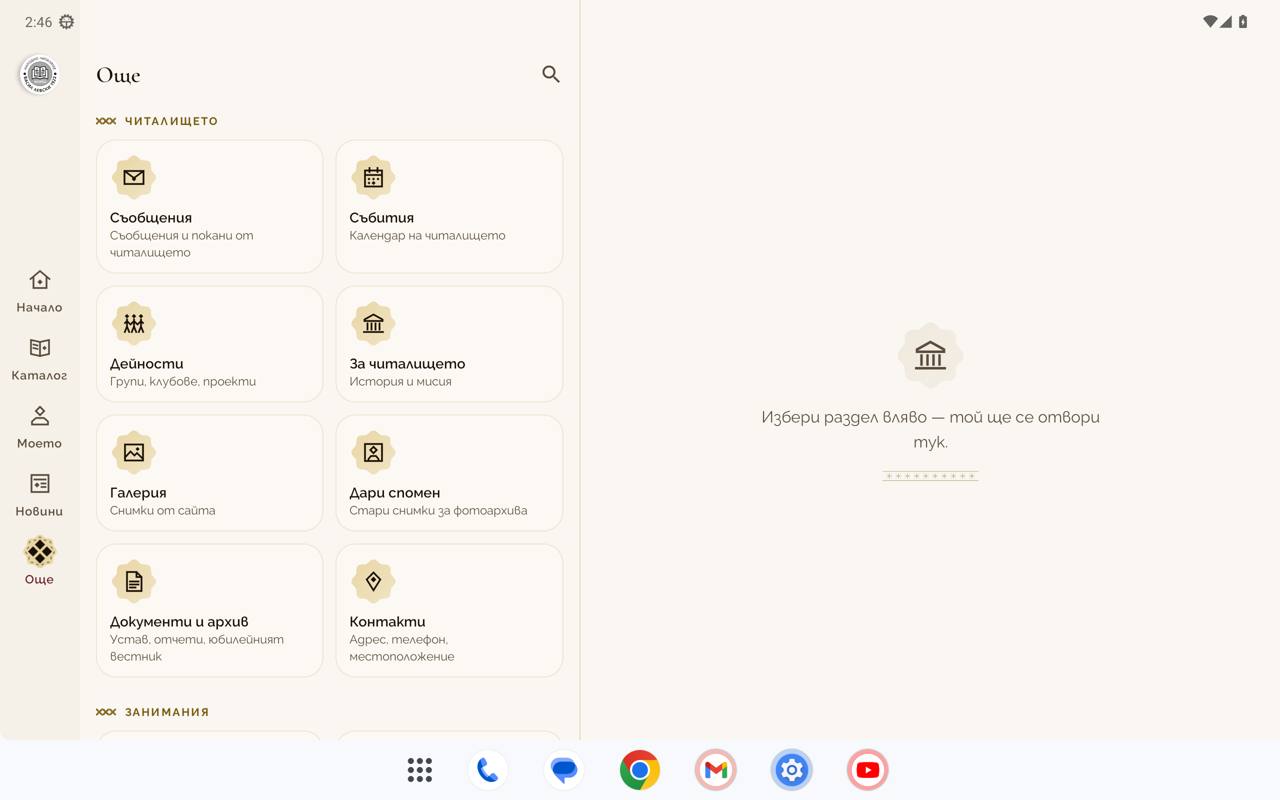 2:46
Още
ЧИТАЛИЩЕТО
Съобщения
Съобщения и покани от
читалището
Събития
Календар на читалището
Дейности
Групи, клубове, проекти
За читалището
История и мисия
Галерия
Снимки от сайта
Дари спомен
Стари снимки за фотоархива
Документи и архив
Устав, отчети, юбилейният
вестник
Контакти
Адрес, телефон,
местоположение
ЗАНИМАНИЯ
Начало
Каталог
Моето
Новини
Още
Избери раздел вляво — той ще се отвори
тук.